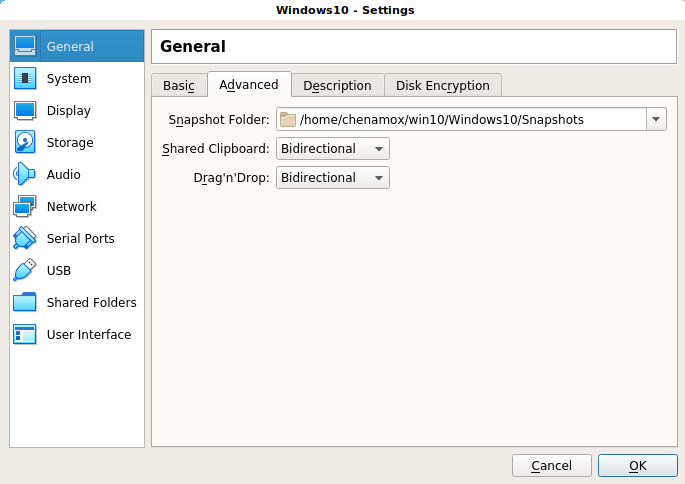 Windows10 - Settings
General
System
Display
Storage
Audio
Network
Serial Ports
USB
Shared Folders
User Interface
General
Basic Advanced Description Disk Encryption
Snapshot Folder: /home/chenamox/win10/Windows10/Snapshots
Shared Clipboard: Bidirectional
Drag'n'Drop: Bidirectional
Cancel OK